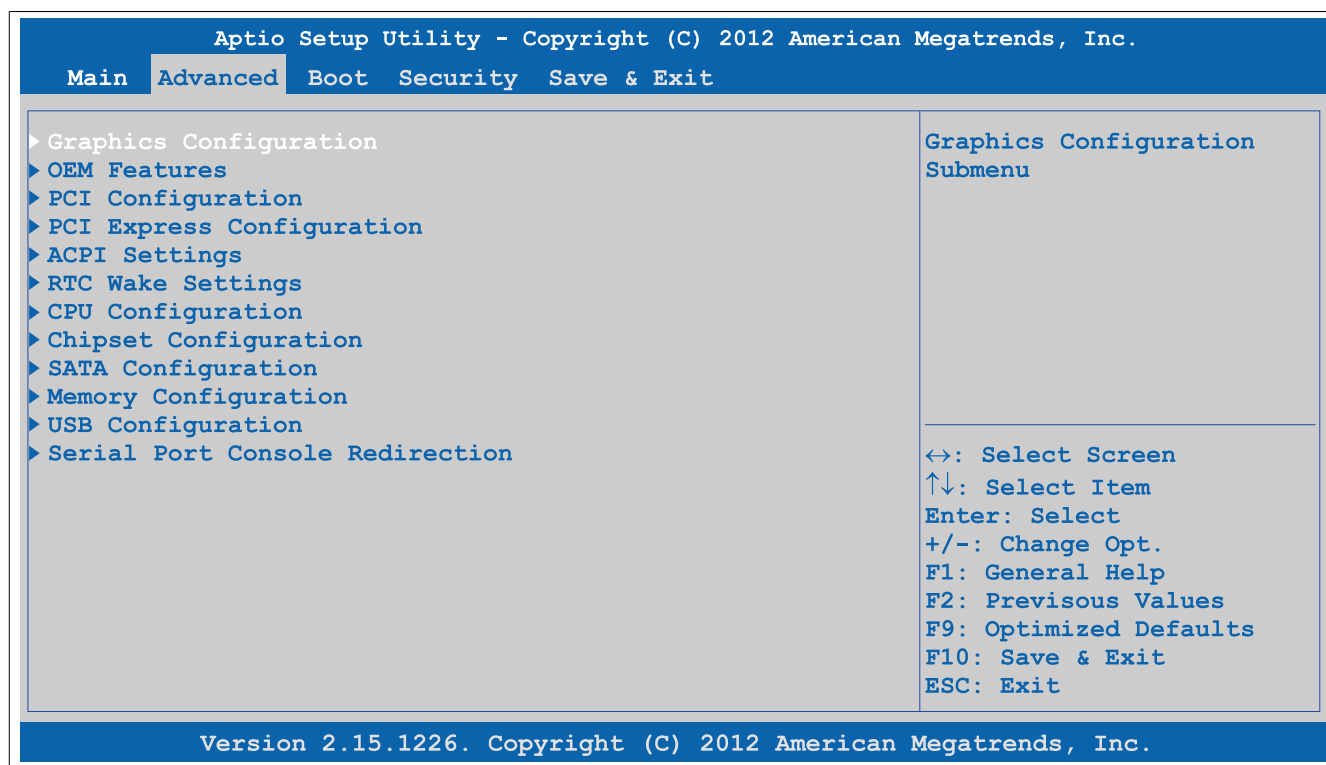 Aptio Setup Utility - Copyright (C) 2012 American Megatrends, Inc.
Main Advanced Boot Security Save & Exit
Graphics Configuration
OEM Features
PCI Configuration
PCI Express Configuration
ACPI Settings
RTC Wake Settings
CPU Configuration
Chipset Configuration
SATA Configuration
Memory Configuration
USB Configuration
Serial Port Console Redirection
Graphics Configuration
Submenu
↔: Select Screen
↑↓: Select Item
Enter: Select
+/-: Change Opt.
F1: General Help
F2: Previsous Values
F9: Optimized Defaults
F10: Save & Exit
ESC: Exit
Version 2.15.1226. Copyright (C) 2012 American Megatrends, Inc.